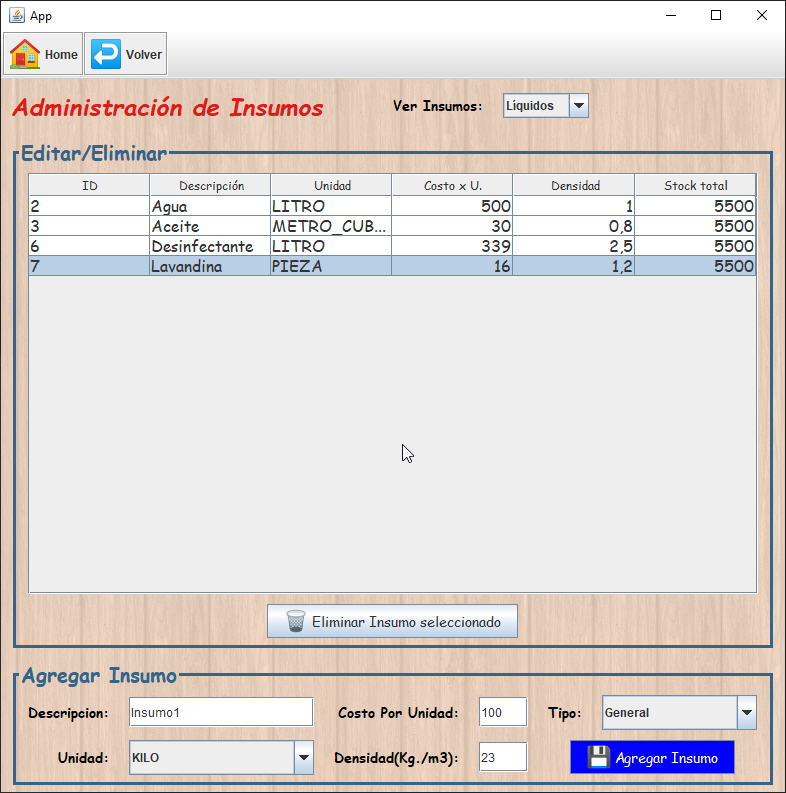 App
Home Volver
Administración de Insumos Ver Insumos: Líquidos
Editar/Eliminar
ID Descripción Unidad Costo x U. Densidad Stock total
2 Agua LITRO 500 1 5500
3 Aceite METRO_CUB... 30 0,8 5500
6 Desinfectante LITRO 339 2,5 5500
7 Lavandina PIEZA 16 1,2 5500
Eliminar Insumo seleccionado
Agregar Insumo
Descripcion: Insumo1 Costo Por Unidad: 100 Tipo: General
Unidad: KILO Densidad(Kg./m3): 23 Agregar Insumo